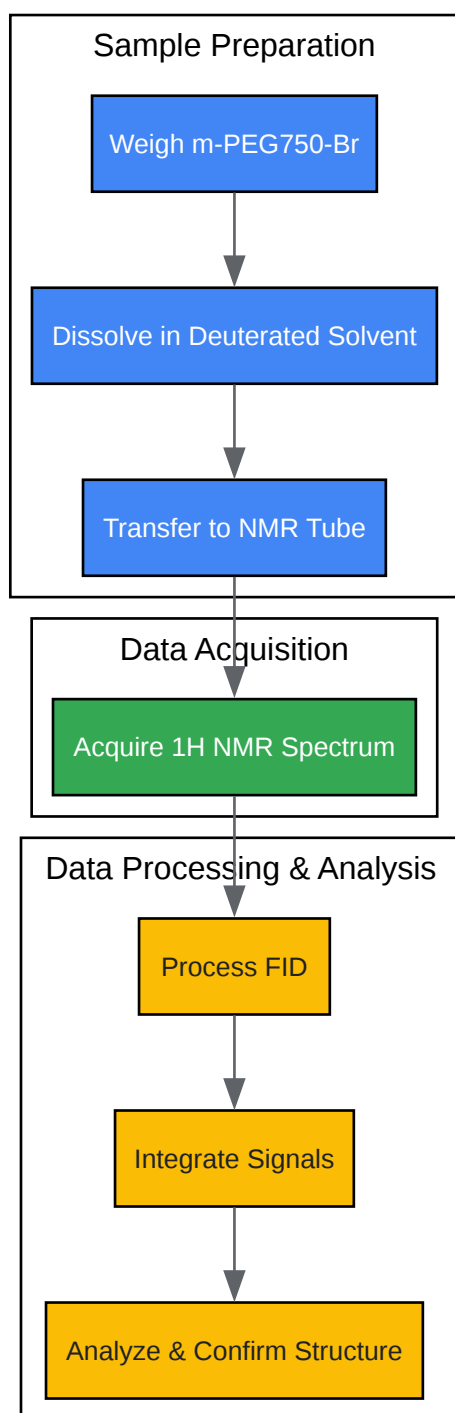 Sample Preparation
Weigh m-PEG750-Br
Dissolve in Deuterated Solvent
Transfer to NMR Tube
Data Acquisition
Acquire 1H NMR Spectrum
Data Processing & Analysis
Process FID
Integrate Signals
Analyze & Confirm Structure